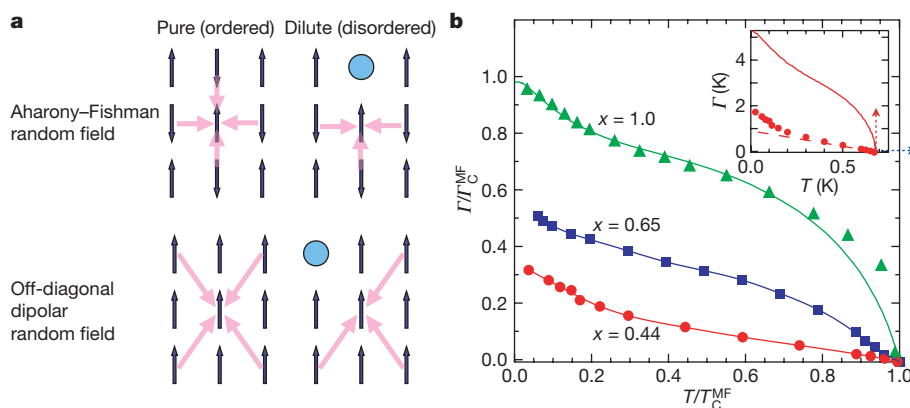 a
Pure (ordered)
Dilute (disordered)
Aharony–Fishman
random field
Off-diagonal
dipolar
random field
b
Γ/Γ_C^MF
1.0
0.8
0.6
0.4
0.2
0.0
0.0 0.2 0.4 0.6 0.8 1.0
T/T_C^MF
x = 1.0
x = 0.65
x = 0.44
Γ (K)
4
2
0
0.0 0.5
T (K)